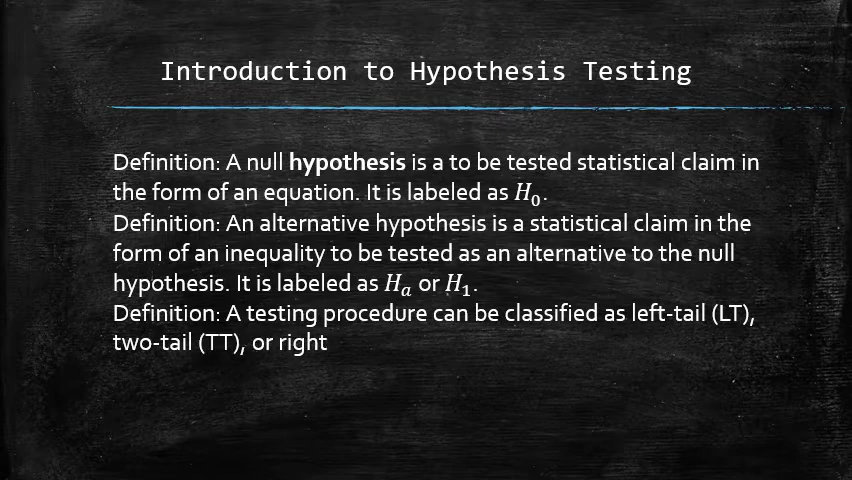 Introduction to Hypothesis Testing
Definition: A null hypothesis is a to be tested statistical claim in
the form of an equation. It is labeled as H₀.
Definition: An alternative hypothesis is a statistical claim in the
form of an inequality to be tested as an alternative to the null
hypothesis. It is labeled as Hₐ or H₁.
Definition: A testing procedure can be classified as left-tail (LT),
two-tail (TT), or right